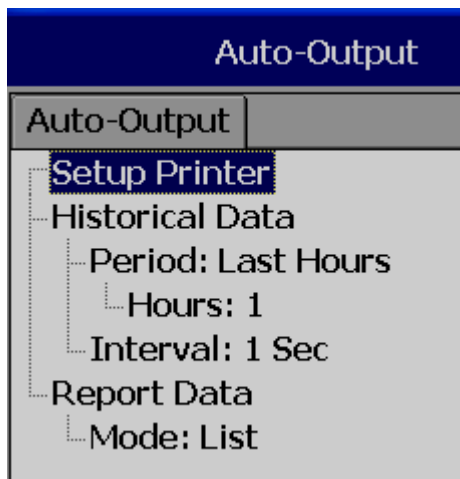 Auto-Output
Auto-Output
Setup Printer
Historical Data
Period: Last Hours
Hours: 1
Interval: 1 Sec
Report Data
Mode: List